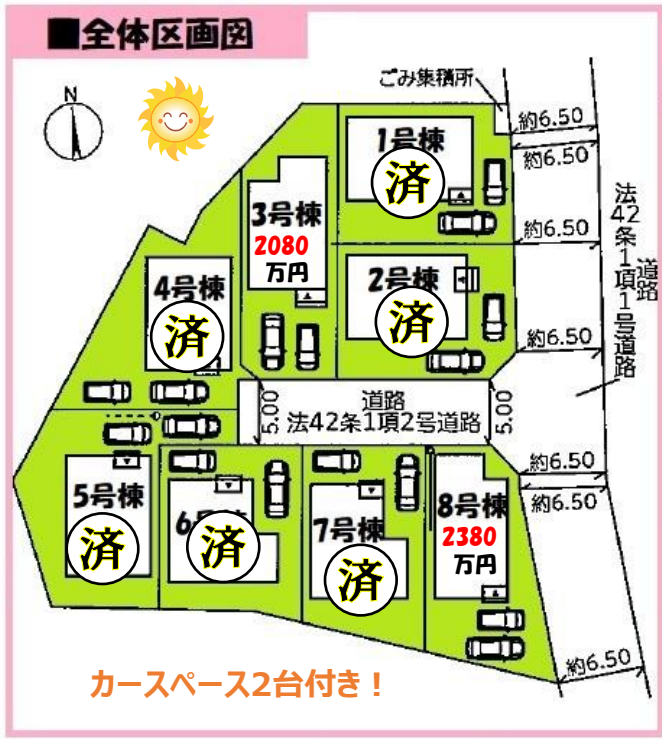 ■全体区画図
N
ごみ集積所
約6.50
約6.50
約6.50
約6.50
約6.50
約6.50
約6.50
法42条1項1号道路
道路
1号棟
済
2号棟
済
3号棟
2080
万円
4号棟
済
5.00
道路
法42条1項2号道路
5.00
5号棟
済
6
済
7号棟
済
8号棟
2380
万円
カースペース2台付き！